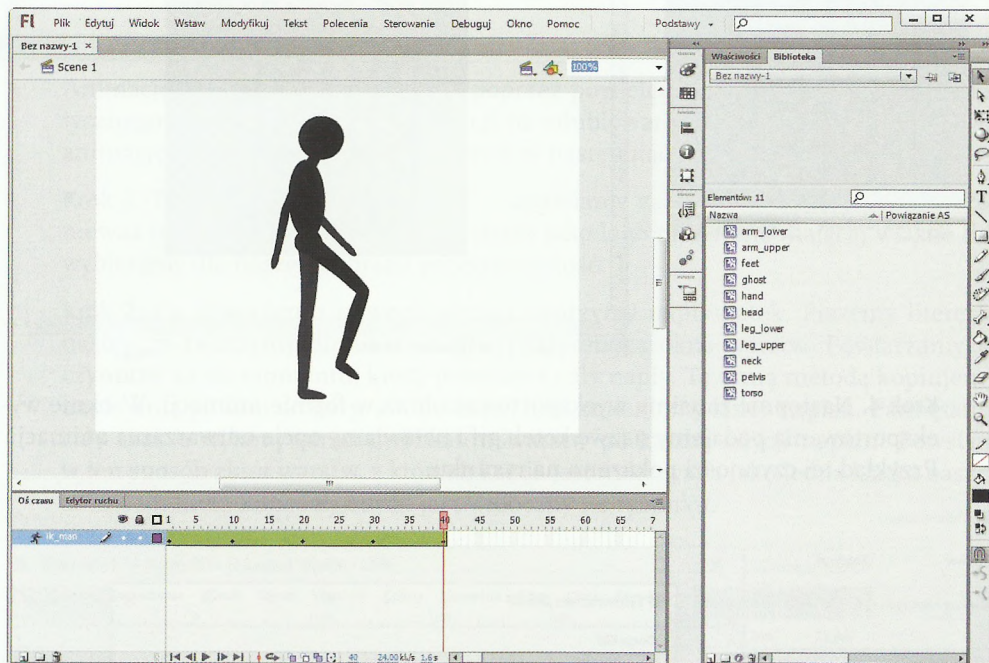 Fl Plik Edytuj Widok Wstaw Modyfikuj Tekst Polecenia Sterowanie Debuguj Okno Pomoc Podstawy
Bez nazwy-1 ×
Scene 1 100%
Właściwości Biblioteka
Bez nazwy-1
Elementów: 11
Nazwa Powiązanie AS
arm_lower
arm_upper
feet
ghost
hand
head
leg_lower
leg_upper
neck
pelvis
torso
Oś czasu Edytor ruchu
1 5 10 15 20 25 30 35 40 45 50 55 60 65 7
ik_man
40 24.00 kl/s 1.6 s